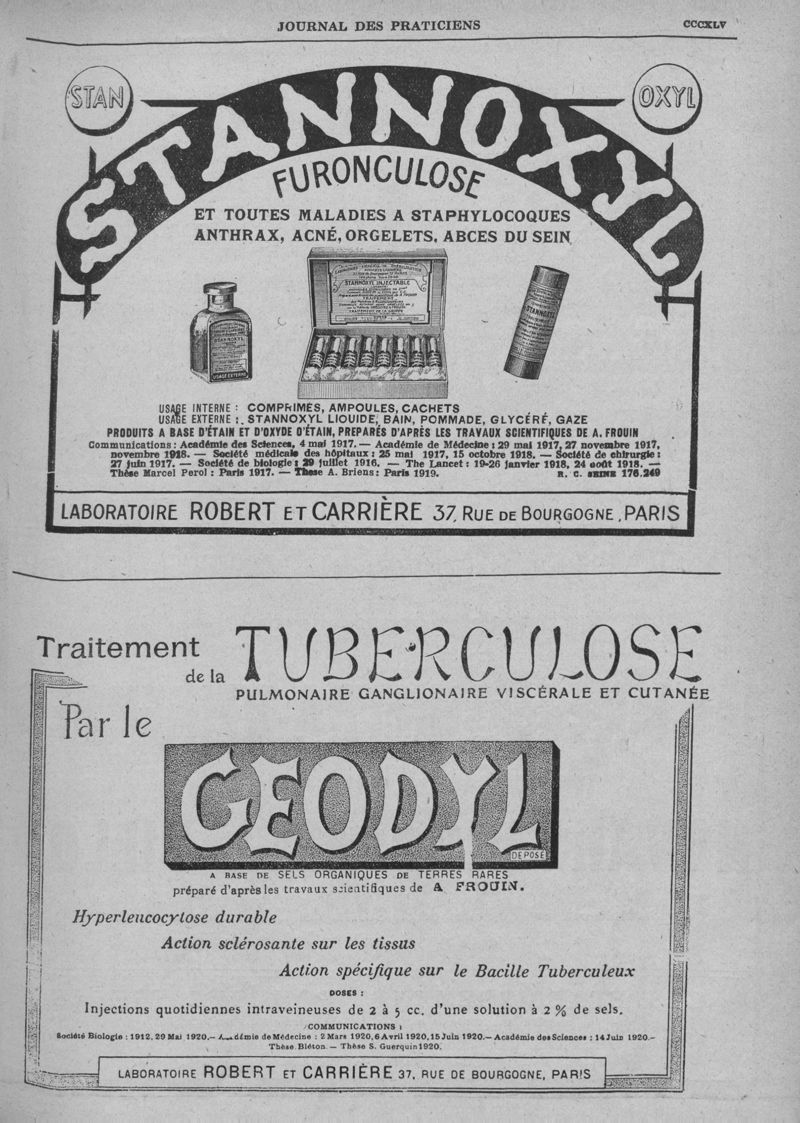 JOURNAL DES PRATICIENS
CCCXLV
STAN
OXYL
STANNOXYL
FURONCULOSE
ET TOUTES MALADIES A STAPHYLOCOQUES
ANTHRAX, ACNÉ, ORGELETS, ABCES DU SEIN
STANNOXYL INJECTABLE
TRAITEMENT
STANNOXYL
USAGE EXTERNE
STANNOXYL
USAGE INTERNE : COMPRIMÉS, AMPOULES, CACHETS
USAGE EXTERNE : STANNOXYL LIQUIDE, BAIN, POMMADE, GLYCÉRÉ, GAZE
PRODUITS A BASE D'ÉTAIN ET D'OXYDE D'ÉTAIN, PREPARÉS D'APRÈS LES TRAVAUX SCIENTIFIQUES DE A. FROUIN
Communications : Académie des Sciences, 4 mai 1917. — Académie de Médecine : 29 mai 1917, 27 novembre 1917,
novembre 1918. — Société médicale des hôpitaux : 25 mai 1917, 15 octobre 1918. — Société de chirurgie :
27 juin 1917. — Société de biologie : 29 juillet 1916. — The Lancet : 19-26 janvier 1918, 24 août 1918. —
Thèse Marcel Perol : Paris 1917. — Thèse A. Briens : Paris 1919.
R. C. SEINE 176.249
LABORATOIRE ROBERT ET CARRIÈRE 37, RUE DE BOURGOGNE, PARIS
Traitement de la TUBERCULOSE
PULMONAIRE GANGLIONAIRE VISCÉRALE ET CUTANÉE
Par le
GEODYL
DEPOSÉ
A BASE DE SELS ORGANIQUES DE TERRES RARES
préparé d'après les travaux scientifiques de A FROUIN.
Hyperleucocytose durable
Action sclérosante sur les tissus
Action spécifique sur le Bacille Tuberculeux
DOSES :
Injections quotidiennes intraveineuses de 2 à 5 cc. d'une solution à 2 % de sels.
COMMUNICATIONS :
Société Biologie : 1912, 29 Mai 1920.— Académie de Médecine : 2 Mars 1920, 6 Avril 1920, 15 Juin 1920.— Académie des Sciences : 14 Juin 1920.—
Thèse Bléton. — Thèse S. Guerquin 1920.
LABORATOIRE ROBERT ET CARRIÈRE 37, RUE DE BOURGOGNE, PARIS